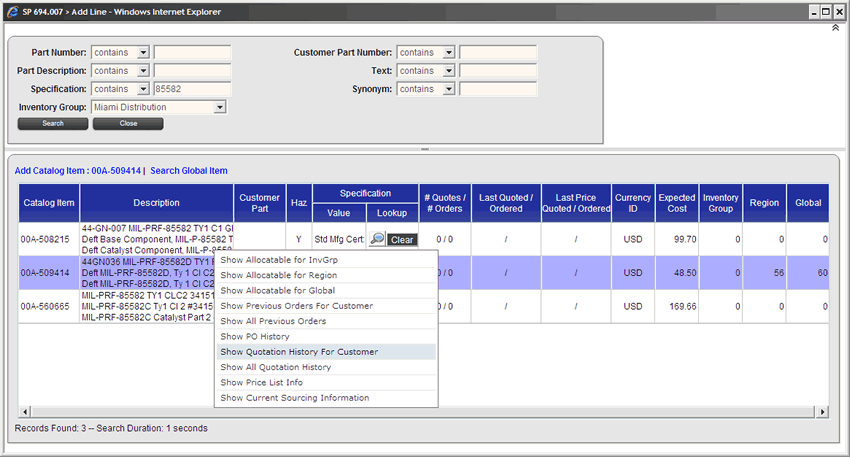 SP 694.007 > Add Line - Windows Internet Explorer
Part Number: contains
Customer Part Number: contains
Part Description: contains
Text: contains
Specification: contains 85582
Synonym: contains
Inventory Group: Miami Distribution
Search Close
Add Catalog Item : 00A-509414 | Search Global Item
Catalog Item Description Customer Part Haz Specification Value Lookup # Quotes / # Orders Last Quoted / Ordered Last Price Quoted / Ordered Currency ID Expected Cost Inventory Group Region Global
44-GN-007 MIL-PRF-85582 TY1 C1
00A-508215 Deft Base Component, MIL-P-85582 T Y Std Mfg Cert Clear 0 / 0 / / USD 99.70 0 0 0
Deft Catalyst Component, MIL-P
44GN036 MIL-PRF-85582D TY1
00A-509414 Deft MIL-PRF-85582D, Ty 1 Cl C2 0 / 0 / / USD 48.50 0 56 60
Deft MIL-PRF-85582D, Ty 1 Cl C2
MIL-PRF-85582 TY1 CLC2 34151
00A-560665 MIL-PRF-85582C Ty1 Cl 2 #3415 0 / 0 / / USD 169.66 0 0 0
MIL-PRF-85582C Catalyst Part 2
Show Allocatable for InvGrp
Show Allocatable for Region
Show Allocatable for Global
Show Previous Orders For Customer
Show All Previous Orders
Show PO History
Show Quotation History For Customer
Show All Quotation History
Show Price List Info
Show Current Sourcing Information
Records Found: 3 -- Search Duration: 1 seconds